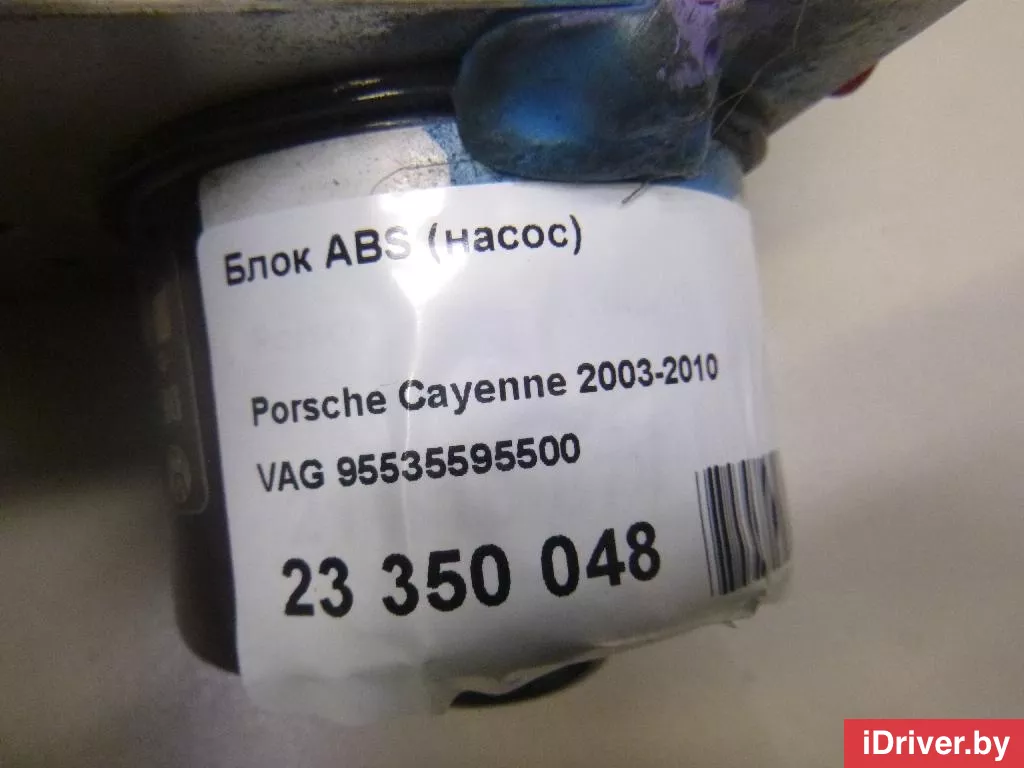 Блок ABS (насос)
Porsche Cayenne 2003-2010
VAG 95535595500
23 350 048
iDriver.by